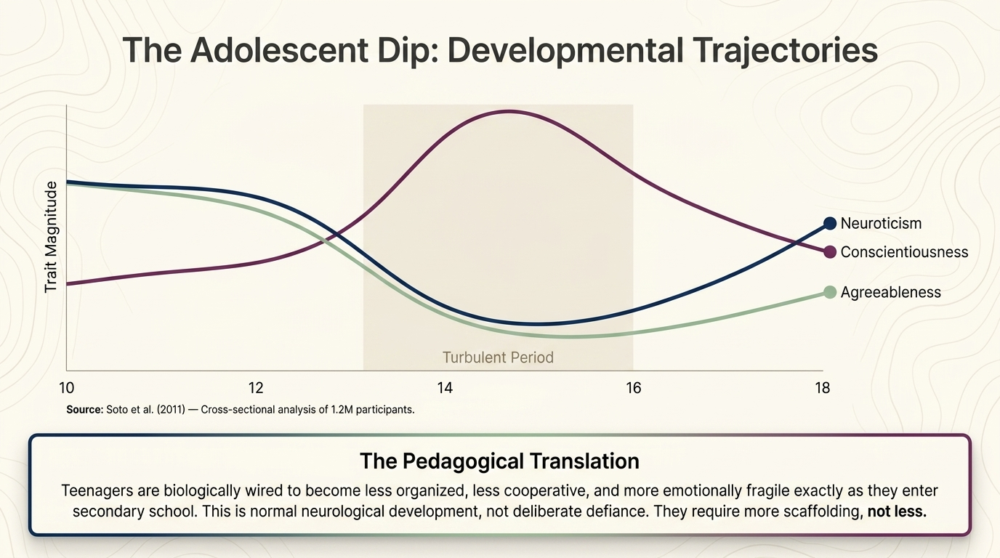 The Adolescent Dip: Developmental Trajectories
Trait Magnitude
Neuroticism
Conscientiousness
Agreeableness
Turbulent Period
10 12 14 16 18
Source: Soto et al. (2011) — Cross-sectional analysis of 1.2M participants.
The Pedagogical Translation
Teenagers are biologically wired to become less organized, less cooperative, and more emotionally fragile exactly as they enter
secondary school. This is normal neurological development, not deliberate defiance. They require more scaffolding, not less.